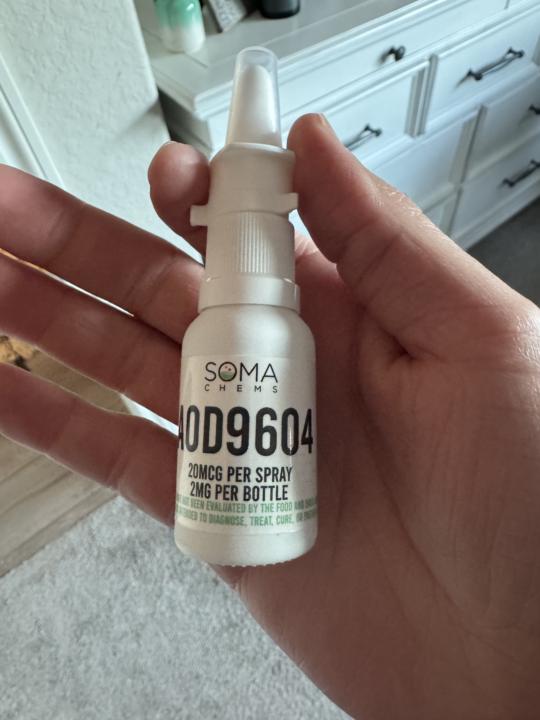 SOMA
CHEMS
AOD9604
20MCG PER SPRAY
2MG PER BOTTLE
NOT BEEN EVALUATED BY THE FOOD AND
TO DIAGNOSE, TREAT, CURE, OR